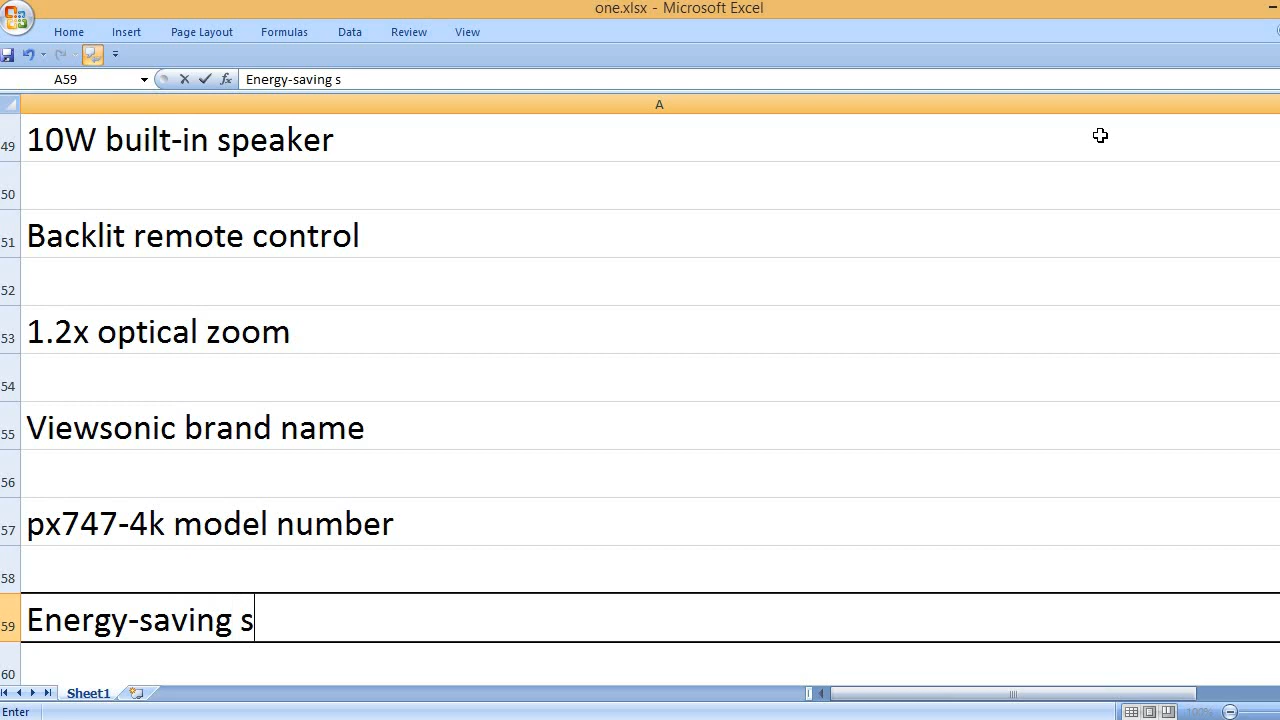 one.xlsx - Microsoft Excel
Home Insert Page Layout Formulas Data Review View
A59 fx Energy-saving s
A
49 10W built-in speaker
50
51 Backlit remote control
52
53 1.2x optical zoom
54
55 Viewsonic brand name
56
57 px747-4k model number
58
59 Energy-saving s
60
Sheet1
Enter 100%